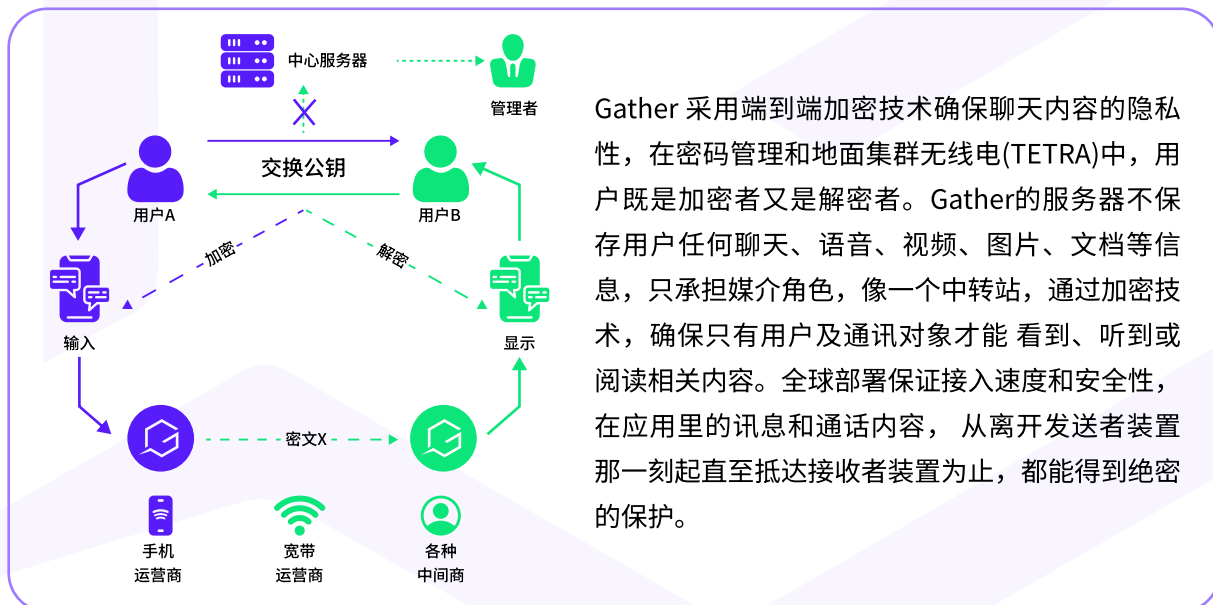 中心服务器
管理者
交换公钥
用户A
用户B
加密
解密
输入
显示
密文X
手机
运营商
宽带
运营商
各种
中间商
Gather 采用端到端加密技术确保聊天内容的隐私
性，在密码管理和地面集群无线电(TETRA)中，用
户既是加密者又是解密者。Gather的服务器不保
存用户任何聊天、语音、视频、图片、文档等信
息，只承担媒介角色，像一个中转站，通过加密技
术，确保只有用户及通讯对象才能 看到、听到或
阅读相关内容。全球部署保证接入速度和安全性，
在应用里的讯息和通话内容， 从离开发送者装置
那一刻起直至抵达接收者装置为止，都能得到绝密
的保护。